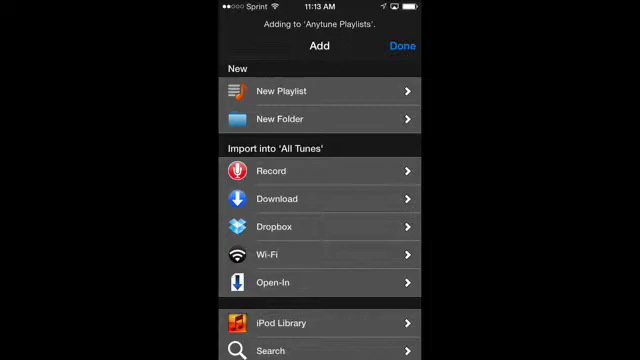 Sprint 11:13 AM
Adding to 'Anytune Playlists'.
Add Done
New
New Playlist
New Folder
Import into 'All Tunes'
Record
Download
Dropbox
Wi-Fi
Open-In
iPod Library
Search